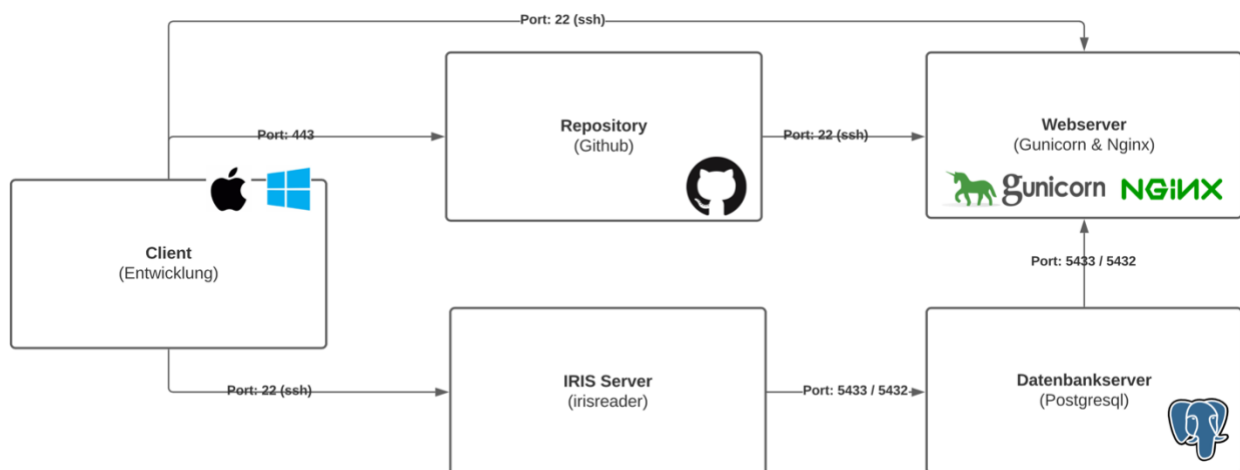 Port: 22 (ssh)
Port: 443
Repository
(Github)
Port: 22 (ssh)
Webserver
(Gunicorn & Nginx)
gunicorn NGiNX
Client
(Entwicklung)
Port: 5433 / 5432
Port: 22 (ssh)
IRIS Server
(irisreader)
Port: 5433 / 5432
Datenbankserver
(Postgresql)